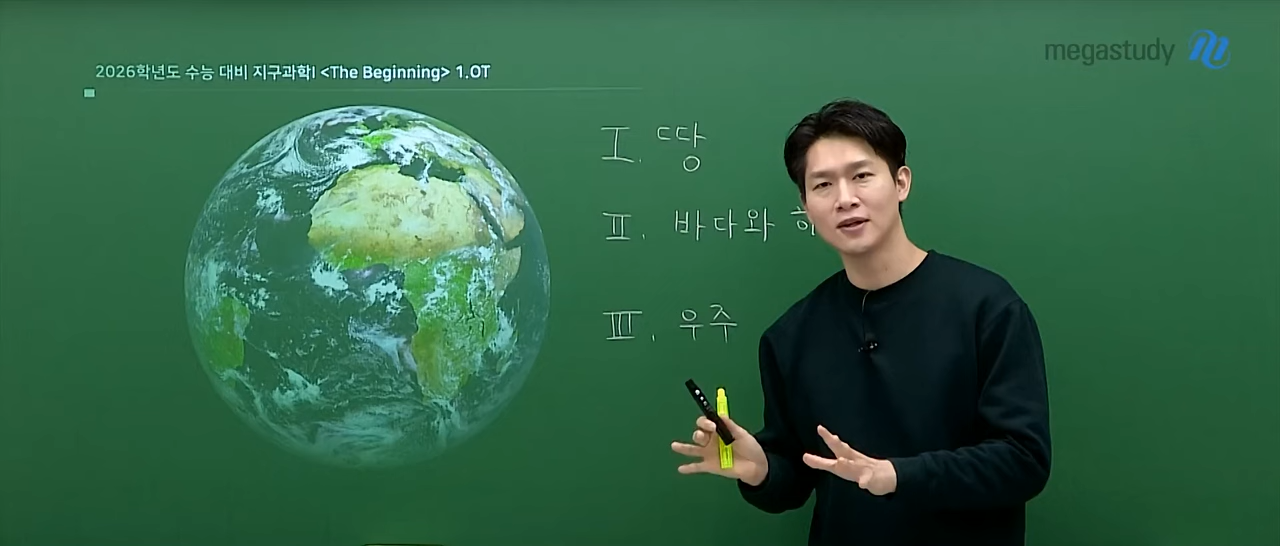 2026학년도 수능 대비 지구과학I <The Beginning> 1.OT
megastudy
I. 땅
II. 바다와
III. 우주